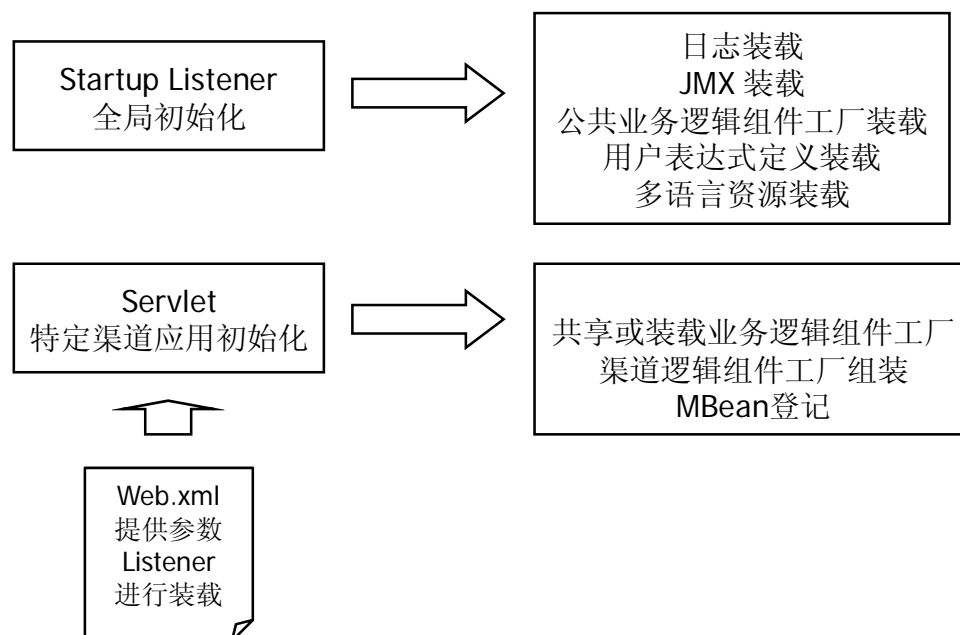 Startup Listener
全局初始化
日志装载
JMX 装载
公共业务逻辑组件工厂装载
用户表达式定义装载
多语言资源装载
Servlet
特定渠道应用初始化
共享或装载业务逻辑组件工厂
渠道逻辑组件工厂组装
MBean登记
Web.xml
提供参数
Listener
进行装载